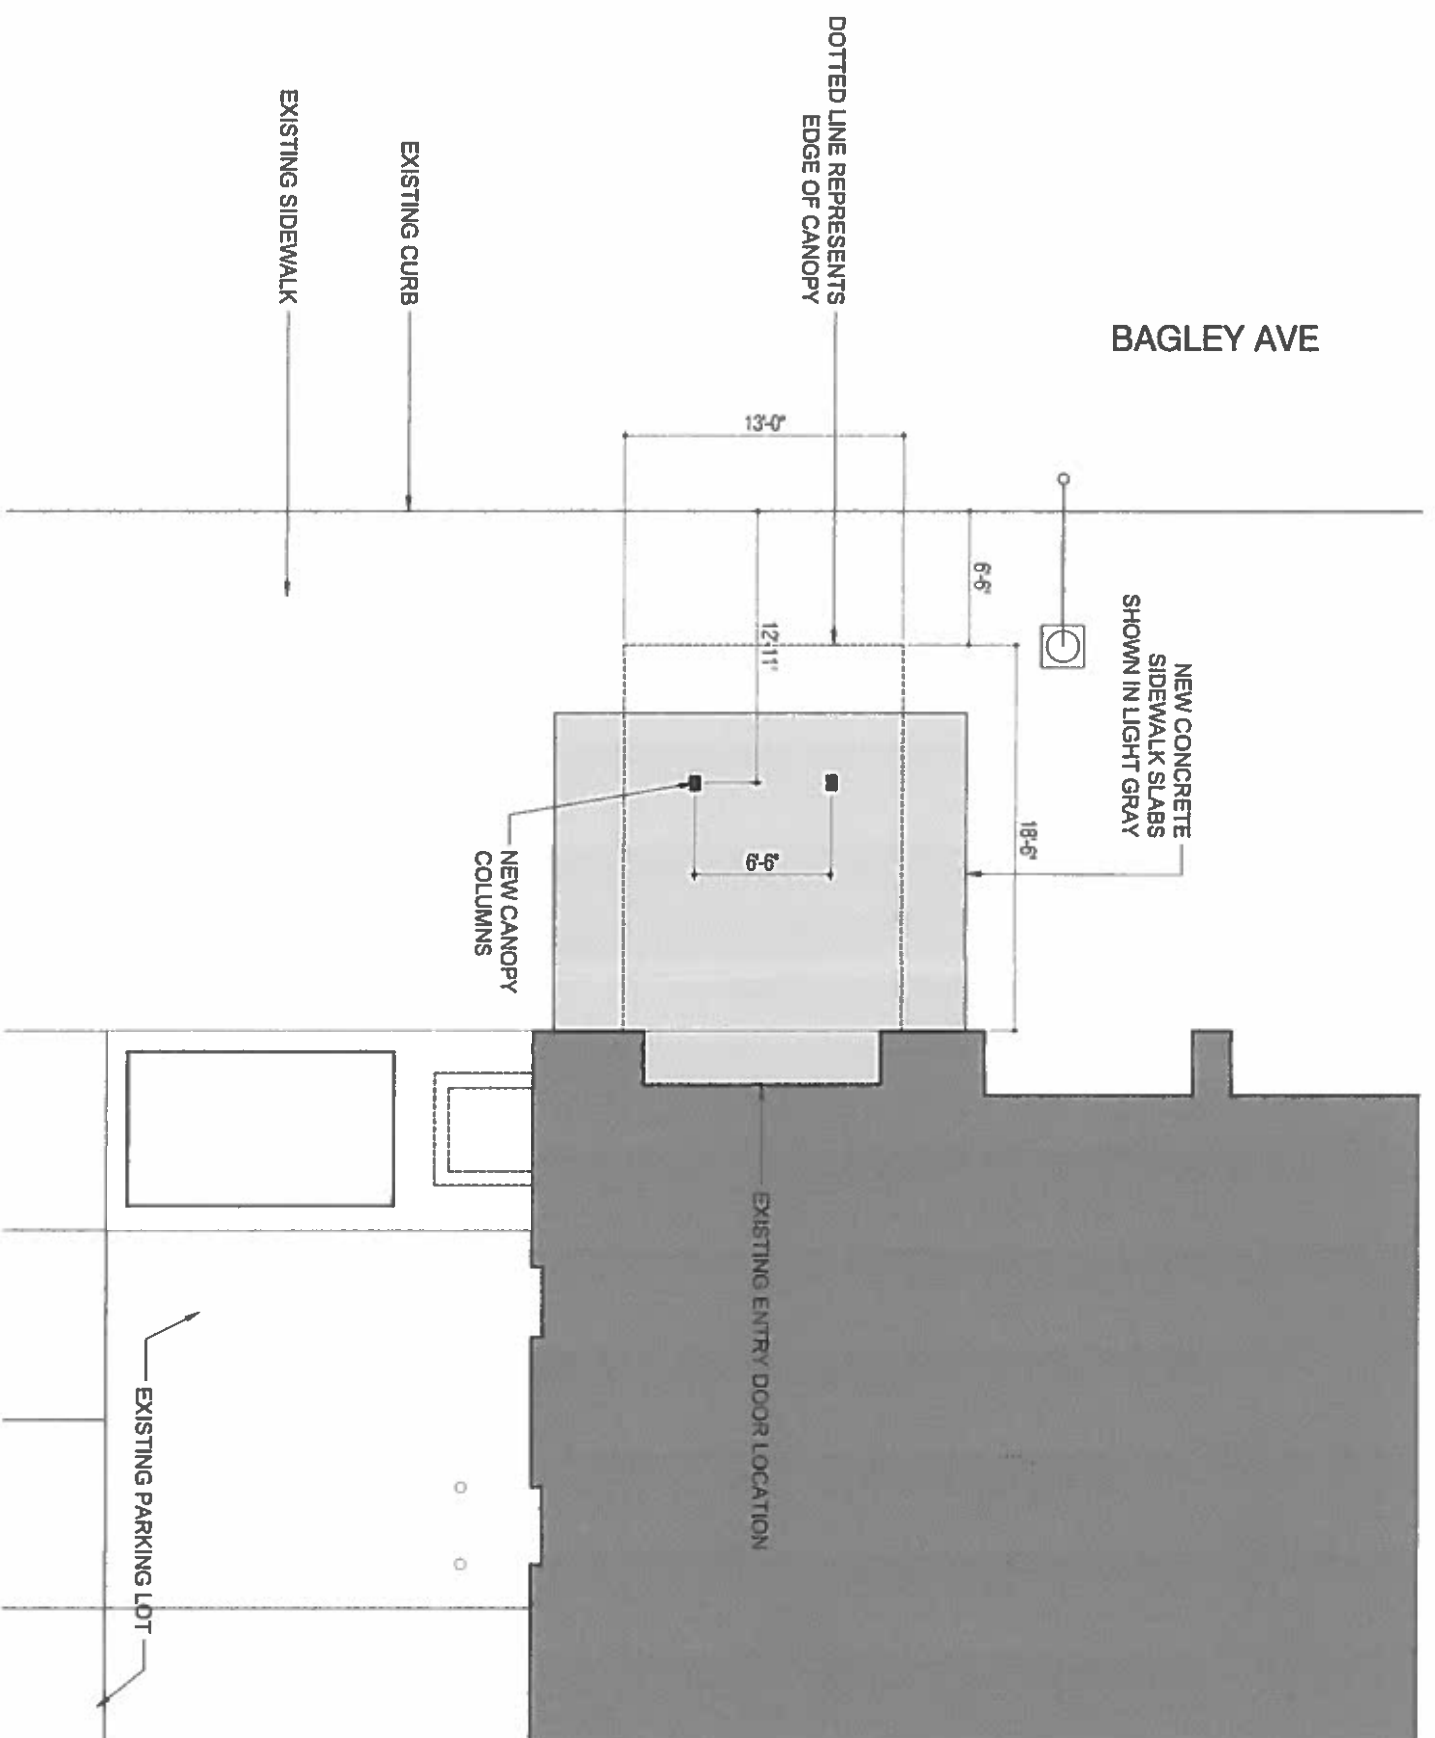 BAGLEY AVE
DOTTED LINE REPRESENTS
EDGE OF CANOPY
EXISTING CURB
EXISTING SIDEWALK
13'-0"
6'-6"
12'-11"
18'-6"
6'-6"
NEW CONCRETE
SIDEWALK SLABS
SHOWN IN LIGHT GRAY
NEW CANOPY
COLUMNS
EXISTING ENTRY DOOR LOCATION
EXISTING PARKING LOT